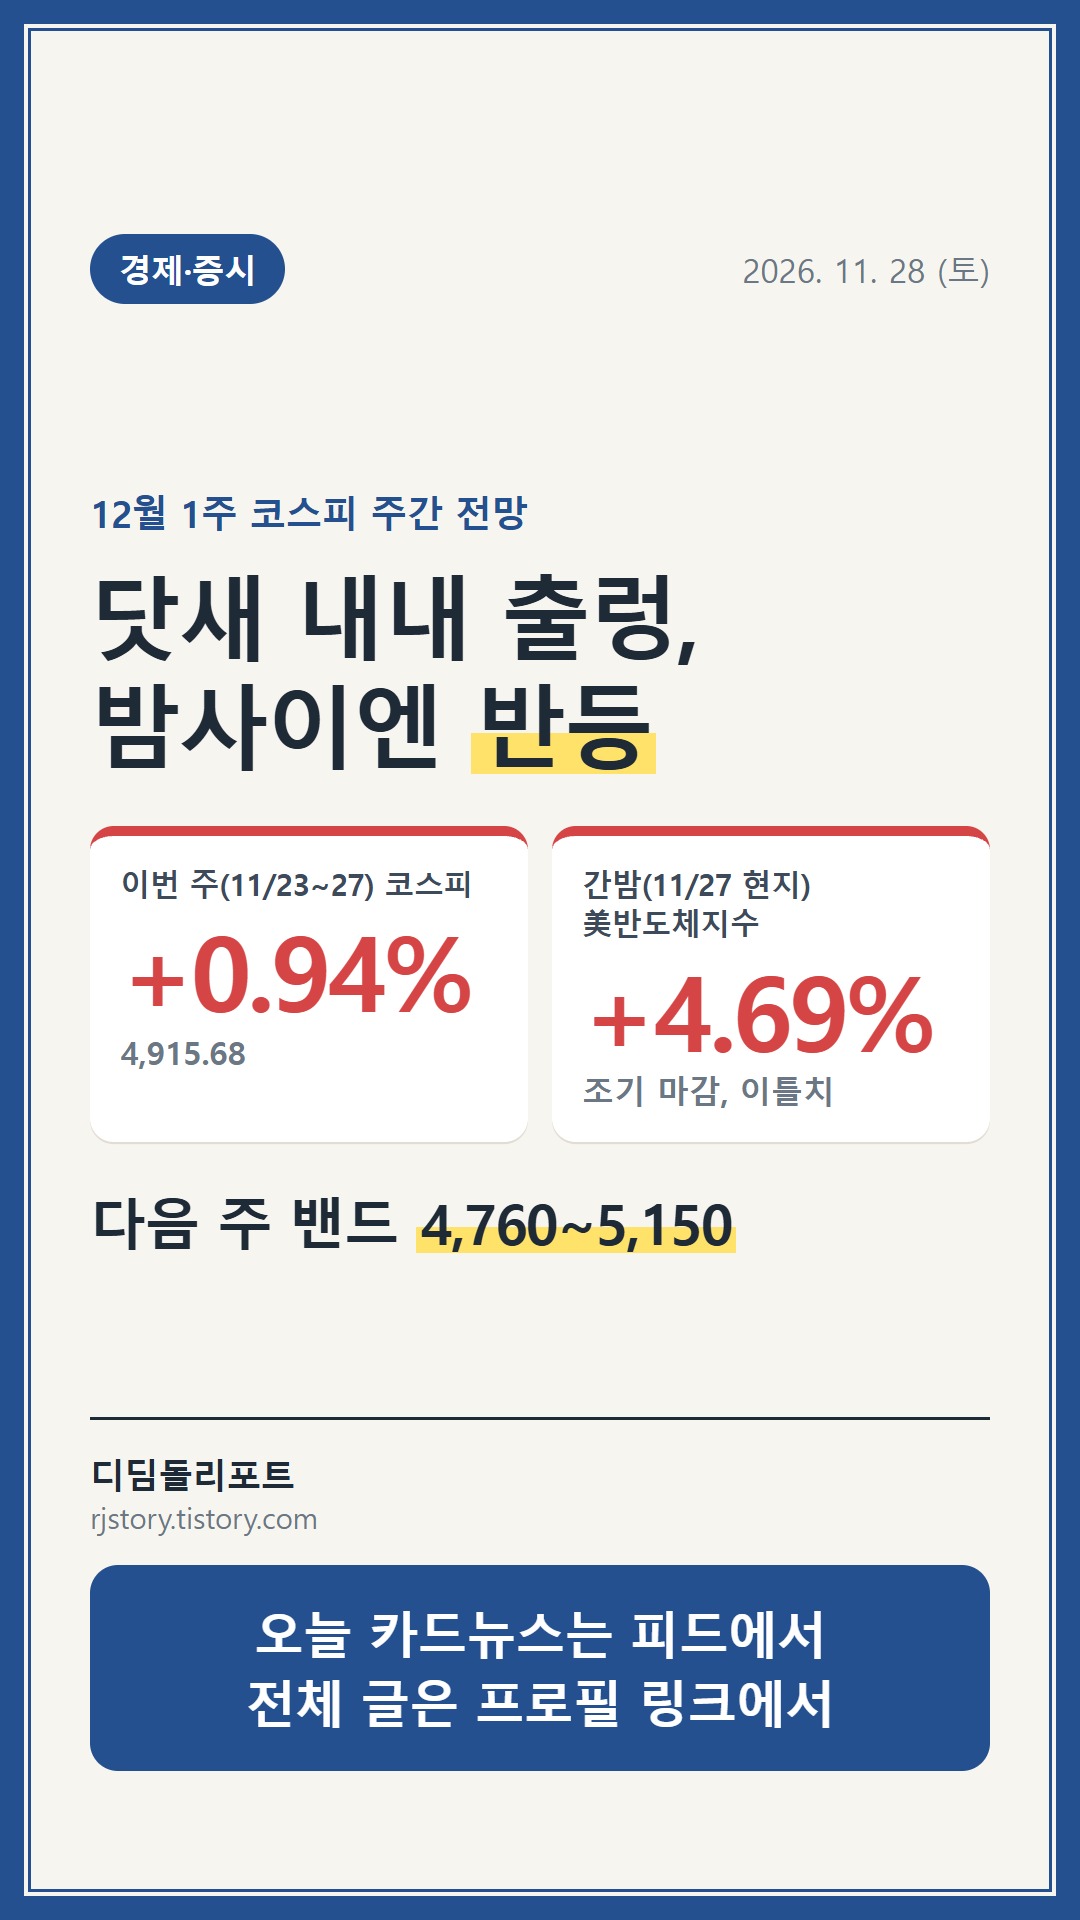 경제·증시
2026. 11. 28 (토)
12월 1주 코스피 주간 전망
닷새 내내 출렁,
밤사이엔 반등
이번 주(11/23~27) 코스피
+0.94%
4,915.68
간밤(11/27 현지)
美반도체지수
+4.69%
조기 마감, 이틀치
다음 주 밴드 4,760~5,150
디딤돌리포트
rjstory.tistory.com
오늘 카드뉴스는 피드에서
전체 글은 프로필 링크에서